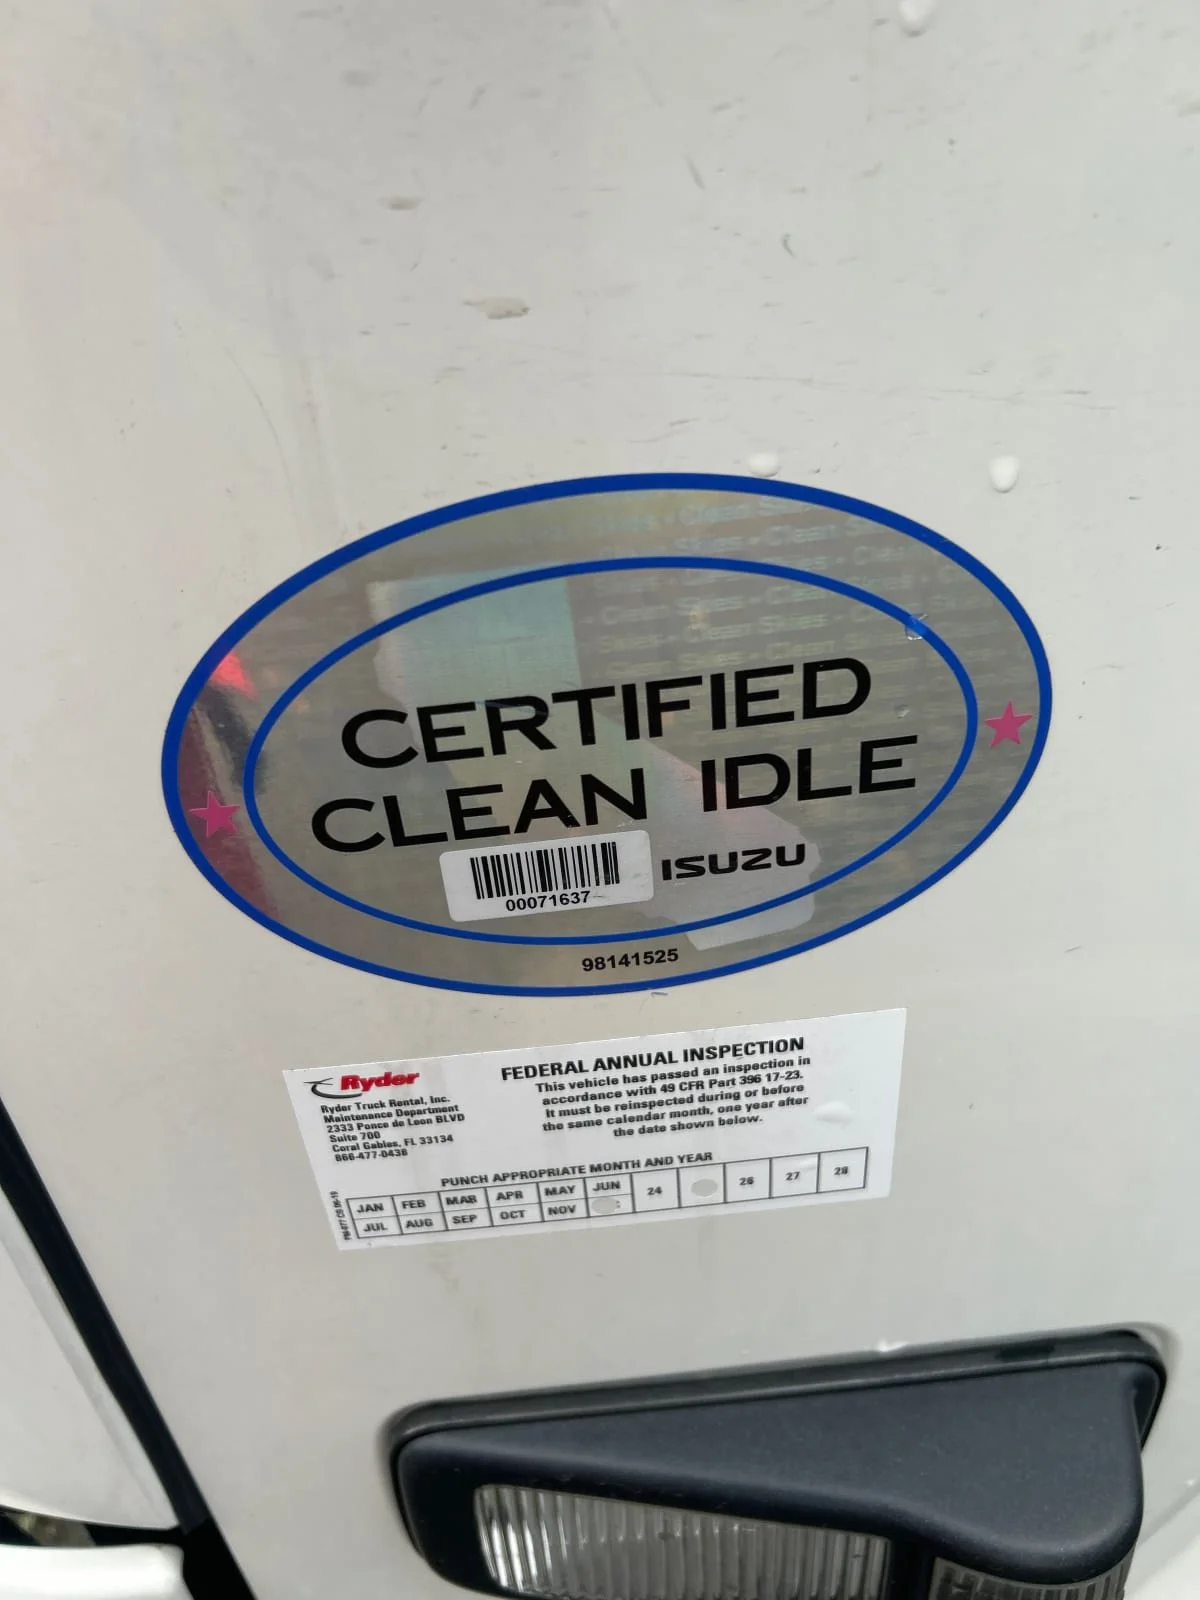 CERTIFIED
CLEAN IDLE
00071637
ISUZU
98141525
Ryder
Ryder Truck Rental, Inc.
Maintenance Department
2333 Ponce de Leon BLVD
Suite 700
Coral Gables, FL 33134
866-477-0436
FEDERAL ANNUAL INSPECTION
This vehicle has passed an inspection in
accordance with 49 CFR Part 396 17-23.
It must be reinspected during or before
the same calendar month, one year after
the date shown below.
PUNCH APPROPRIATE MONTH AND YEAR
JAN FEB MAR APR MAY JUN 24 26 27 28
JUL AUG SEP OCT NOV